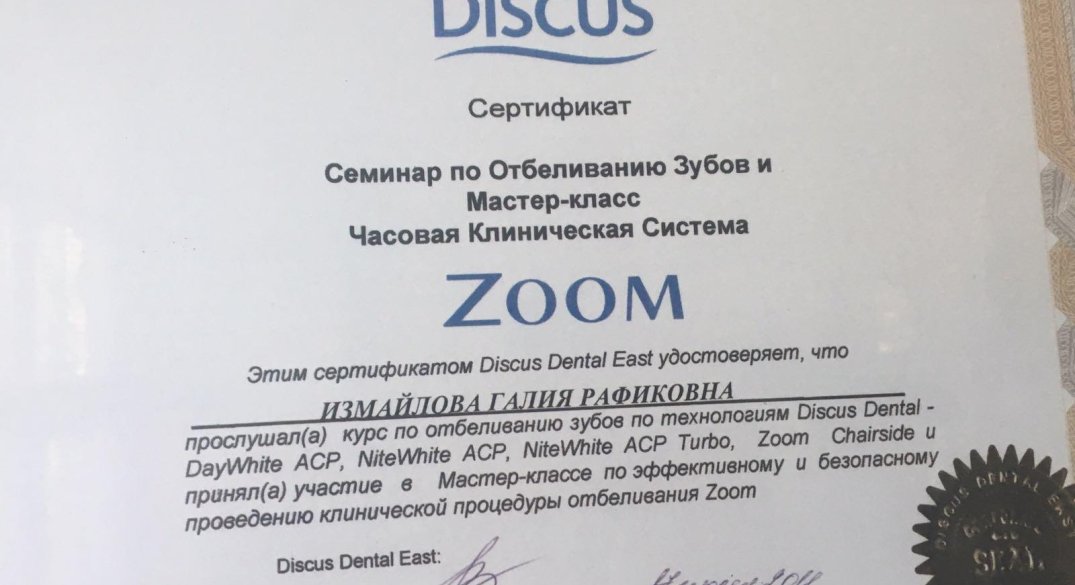 DISCUS
Сертификат
Семинар по Отбеливанию Зубов и
Мастер-класс
Часовая Клиническая Система
ZOOM
Этим сертификатом Discus Dental East удостоверяет, что
ИЗМАЙЛОВА ГАЛИЯ РАФИКОВНА
прослушал(а) курс по отбеливанию зубов по технологиям Discus Dental -
DayWhite ACP, NiteWhite ACP, NiteWhite ACP Turbo, Zoom Chairside и
принял(а) участие в Мастер-классе по эффективному и безопасному
проведению клинической процедуры отбеливания Zoom
Discus Dental East:
DISCUS DENTAL